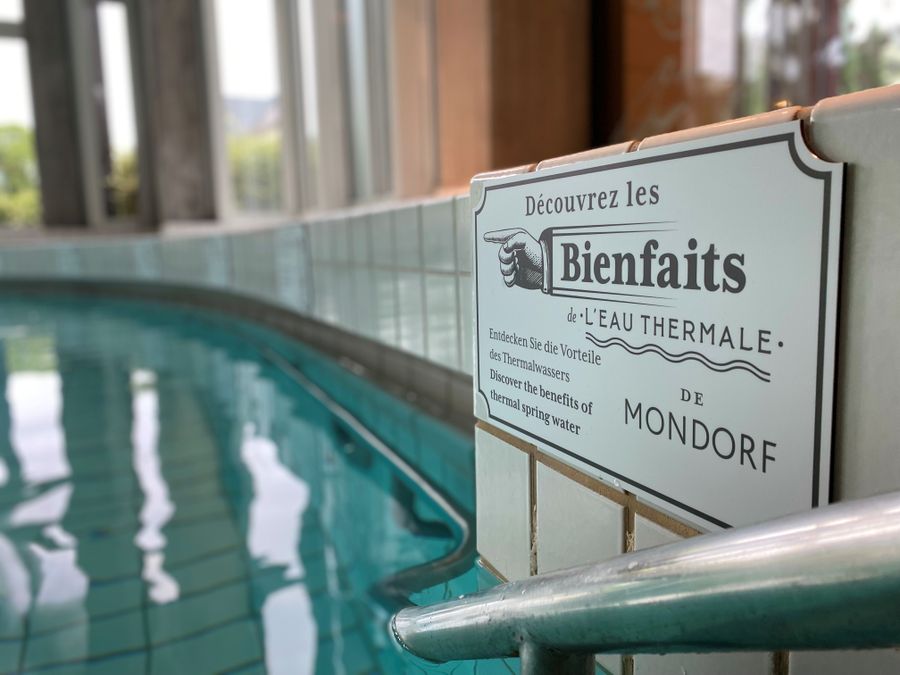 Découvrez les
Bienfaits
de · L'EAU THERMALE ·
DE
MONDORF
Entdecken Sie die Vorteile
des Thermalwassers
Discover the benefits of
thermal spring water